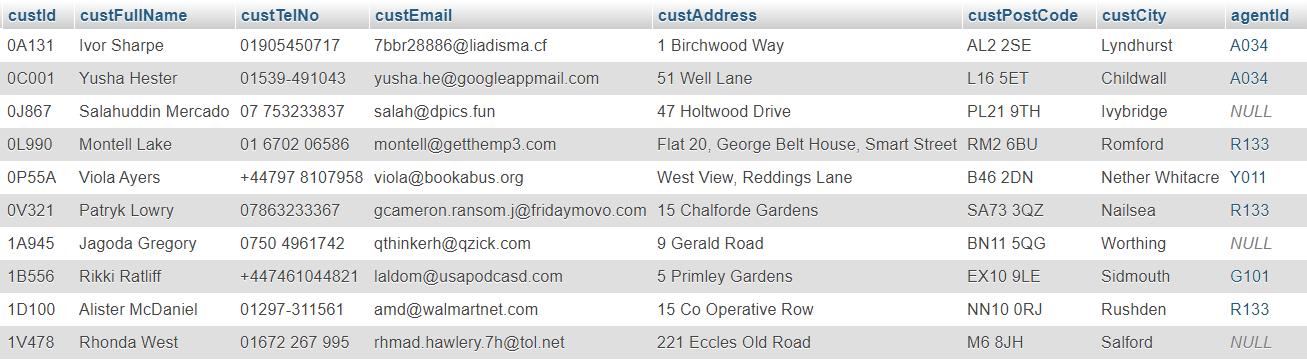 custId custFullName custTelNo custEmail custAddress custPostCode custCity agentId
0A131 Ivor Sharpe 01905450717 7bbr28886@liadisma.cf 1 Birchwood Way AL2 2SE Lyndhurst A034
0C001 Yusha Hester 01539-491043 yusha.he@googleappmail.com 51 Well Lane L16 5ET Childwall A034
0J867 Salahuddin Mercado 07 753233837 salah@dpics.fun 47 Holtwood Drive PL21 9TH Ivybridge NULL
0L990 Montell Lake 01 6702 06586 montell@getthemp3.com Flat 20, George Belt House, Smart Street RM2 6BU Romford R133
0P55A Viola Ayers +44797 8107958 viola@bookabus.org West View, Reddings Lane B46 2DN Nether Whitacre Y011
0V321 Patryk Lowry 07863233367 gcameron.ransom.j@fridaymovo.com 15 Chalforde Gardens SA73 3QZ Nailsea R133
1A945 Jagoda Gregory 0750 4961742 qthinkerh@qzick.com 9 Gerald Road BN11 5QG Worthing NULL
1B556 Rikki Ratliff +447461044821 laldom@usapodcasd.com 5 Primley Gardens EX10 9LE Sidmouth G101
1D100 Alister McDaniel 01297-311561 amd@walmartnet.com 15 Co Operative Row NN10 0RJ Rushden R133
1V478 Rhonda West 01672 267 995 rhmad.hawlery.7h@tol.net 221 Eccles Old Road M6 8JH Salford NULL